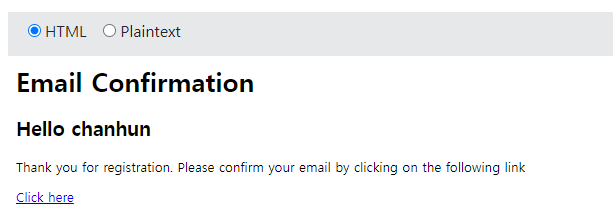 HTML Plaintext
Email Confirmation
Hello chanhun
Thank you for registration. Please confirm your email by clicking on the following link
Click here